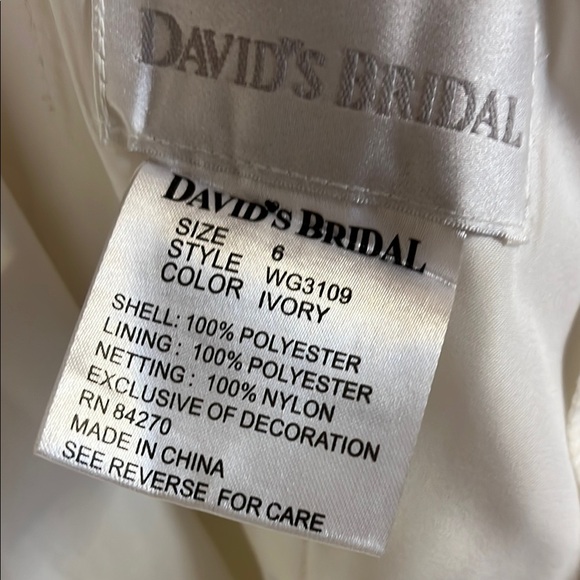 DAVID'S BRIDAL
DAVID'S BRIDAL
SIZE 6
STYLE WG3109
COLOR IVORY
SHELL: 100% POLYESTER
LINING: 100% POLYESTER
NETTING: 100% NYLON
EXCLUSIVE OF DECORATION
RN 84270
MADE IN CHINA
SEE REVERSE FOR CARE